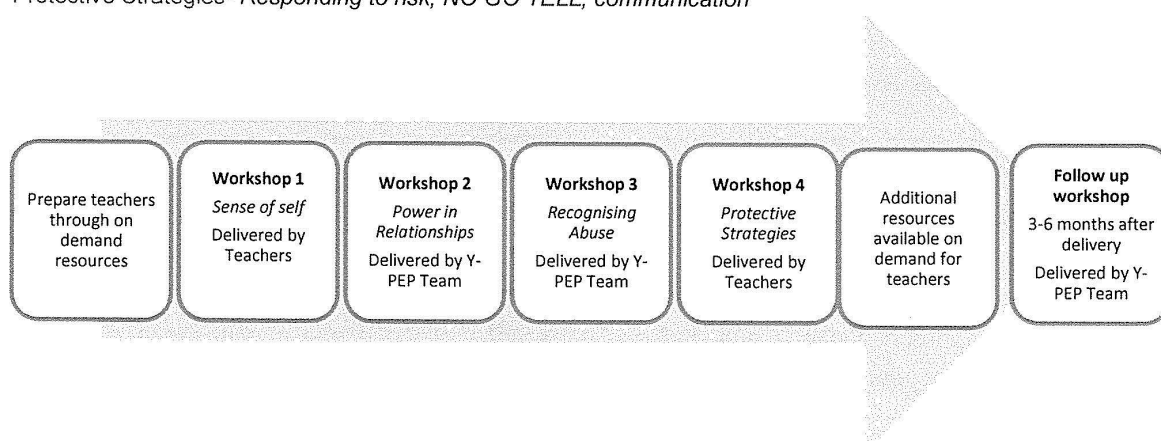 Protective Strategies- Responding to risk, NO GO TELL, communication
Prepare teachers
through on
demand
resources
Workshop 1
Sense of self
Delivered by
Teachers
Workshop 2
Power in
Relationships
Delivered by Y-
PEP Team
Workshop 3
Recognising
Abuse
Delivered by Y-
PEP Team
Workshop 4
Protective
Strategies
Delivered by
Teachers
Additional
resources
available on
demand for
teachers
Follow up
workshop
3-6 months after
delivery
Delivered by Y-
PEP Team